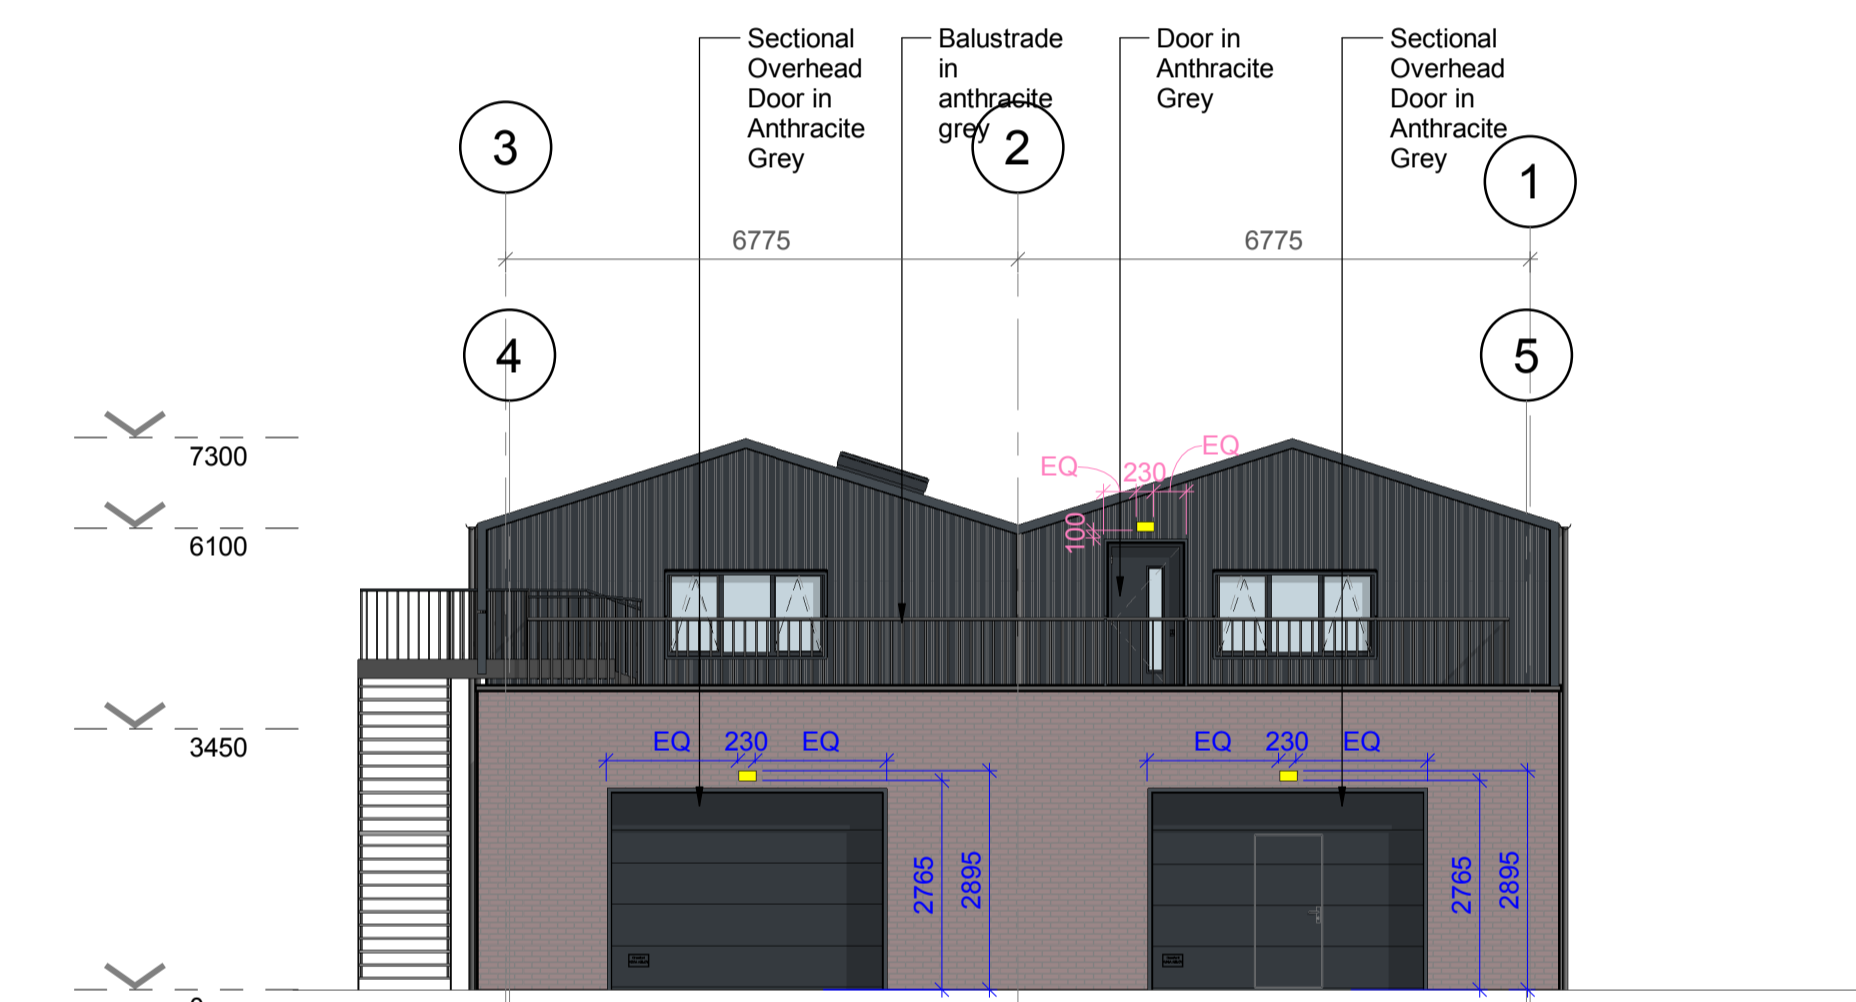 Sectional
Overhead
Door in
Anthracite
Grey
Balustrade
in
anthracite
grey
Door in
Anthracite
Grey
Sectional
Overhead
Door in
Anthracite
Grey
3
2
1
6775
6775
4
5
7300
6100
3450
EQ
230
EQ
100
EQ
230
EQ
EQ
230
EQ
2765
2895
2765
2895